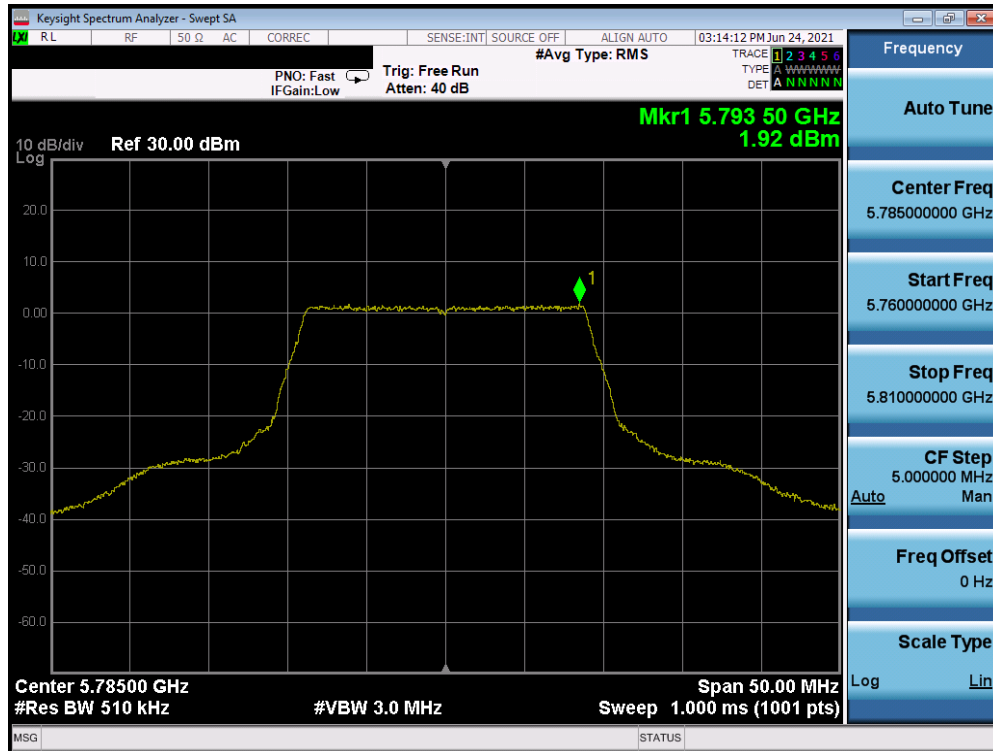 Keysight Spectrum Analyzer - Swept SA
LXI RL RF 50 Ω AC CORREC SENSE:INT SOURCE OFF ALIGN AUTO 03:14:12 PM Jun 24, 2021
#Avg Type: RMS
TRACE 1 2 3 4 5 6
PNO: Fast Trig: Free Run
TYPE A WWWWW
IFGain:Low Atten: 40 dB
DET A N N N N N
Mkr1 5.793 50 GHz
1.92 dBm
10 dB/div Ref 30.00 dBm
Log
20.0
10.0
1
0.00
-10.0
-20.0
-30.0
-40.0
-50.0
-60.0
Center 5.78500 GHz Span 50.00 MHz
#Res BW 510 kHz #VBW 3.0 MHz Sweep 1.000 ms (1001 pts)
MSG STATUS
Frequency
Auto Tune
Center Freq
5.785000000 GHz
Start Freq
5.760000000 GHz
Stop Freq
5.810000000 GHz
CF Step
5.000000 MHz
Auto Man
Freq Offset
0 Hz
Scale Type
Log Lin